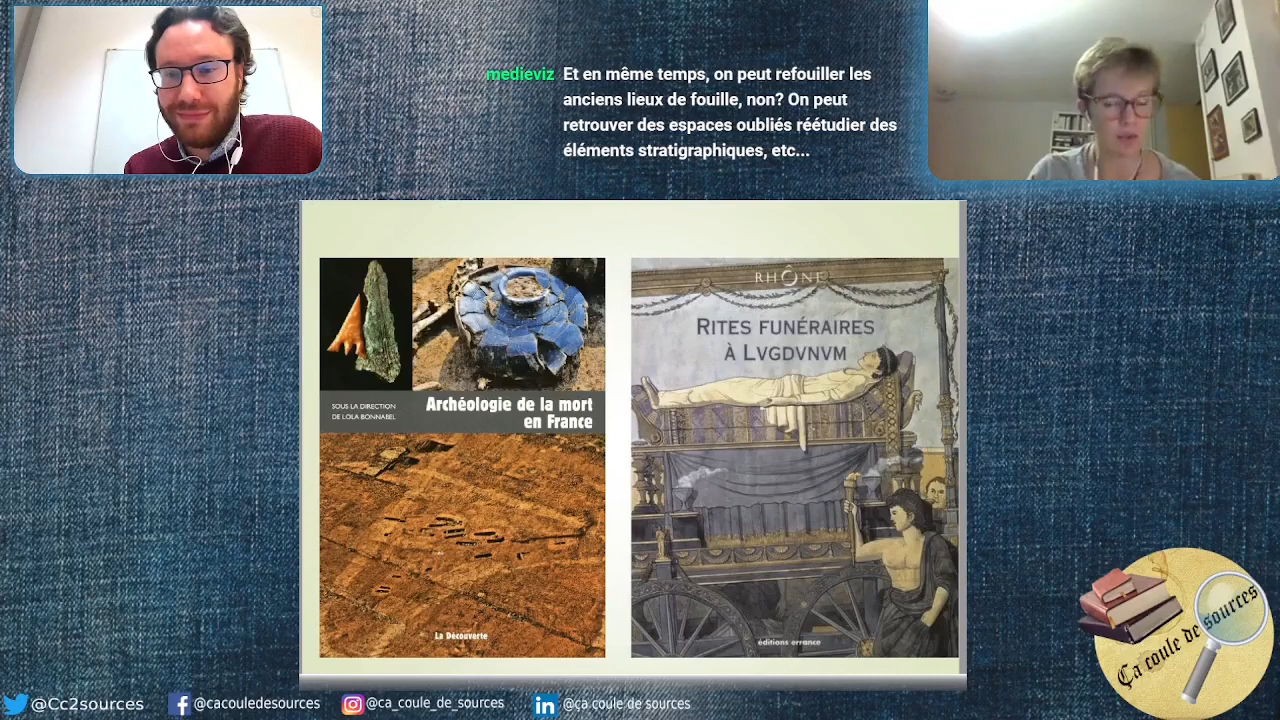 medieviz Et en même temps, on peut refouiller les
anciens lieux de fouille, non? On peut
retrouver des espaces oubliés réétudier des
éléments stratigraphiques, etc...
SOUS LA DIRECTION
DE LOLA BONNABEL
Archéologie de la mort
en France
La Découverte
RHÔNE
RITES FUNÉRAIRES
À LVGDVNVM
éditions errance
Ça coule de sources
@Cc2sources
@cacouledesources
@ça_coule_de_sources
@ça coule de sources